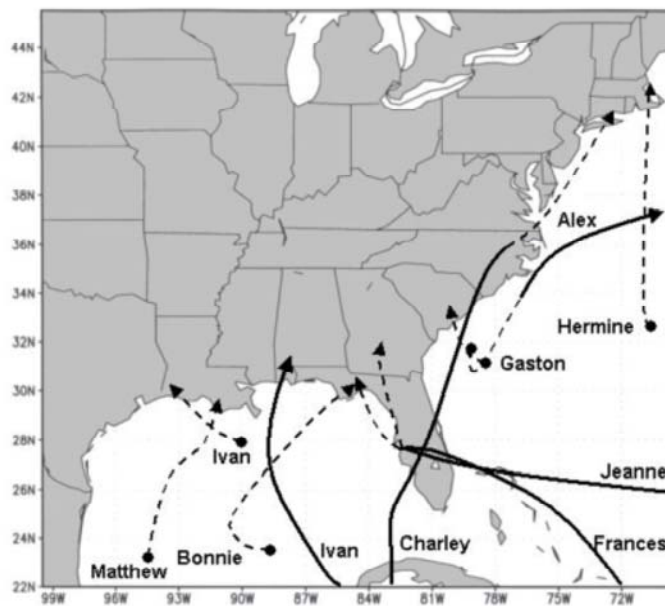 44N
42N
40N
38N
36N
Alex
34N
Hermine
32N
Gaston
30N
28N
Ivan
Jeanne
26N
24N
Matthew Bonnie Ivan Charley Frances
22N
99W 96W 93W 90W 87W 84W 81W 78W 75W 72W